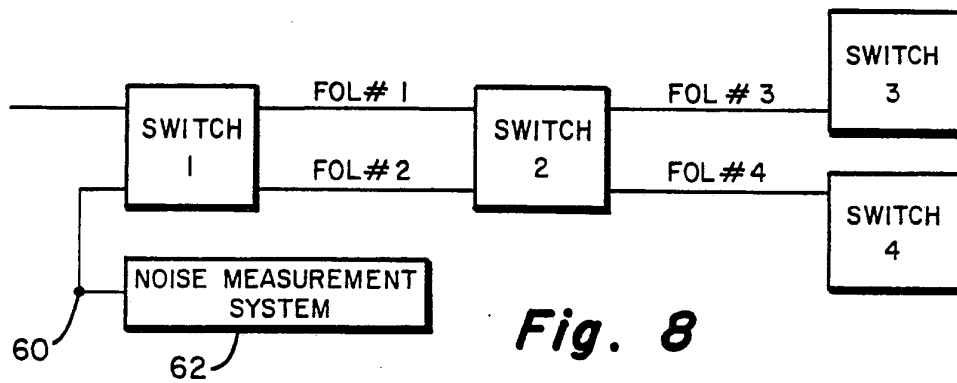 SWITCH
1
FOL# 1
FOL#2
SWITCH
2
FOL #3
FOL#4
SWITCH
3
SWITCH
4
NOISE MEASUREMENT
SYSTEM
60
62
Fig. 8